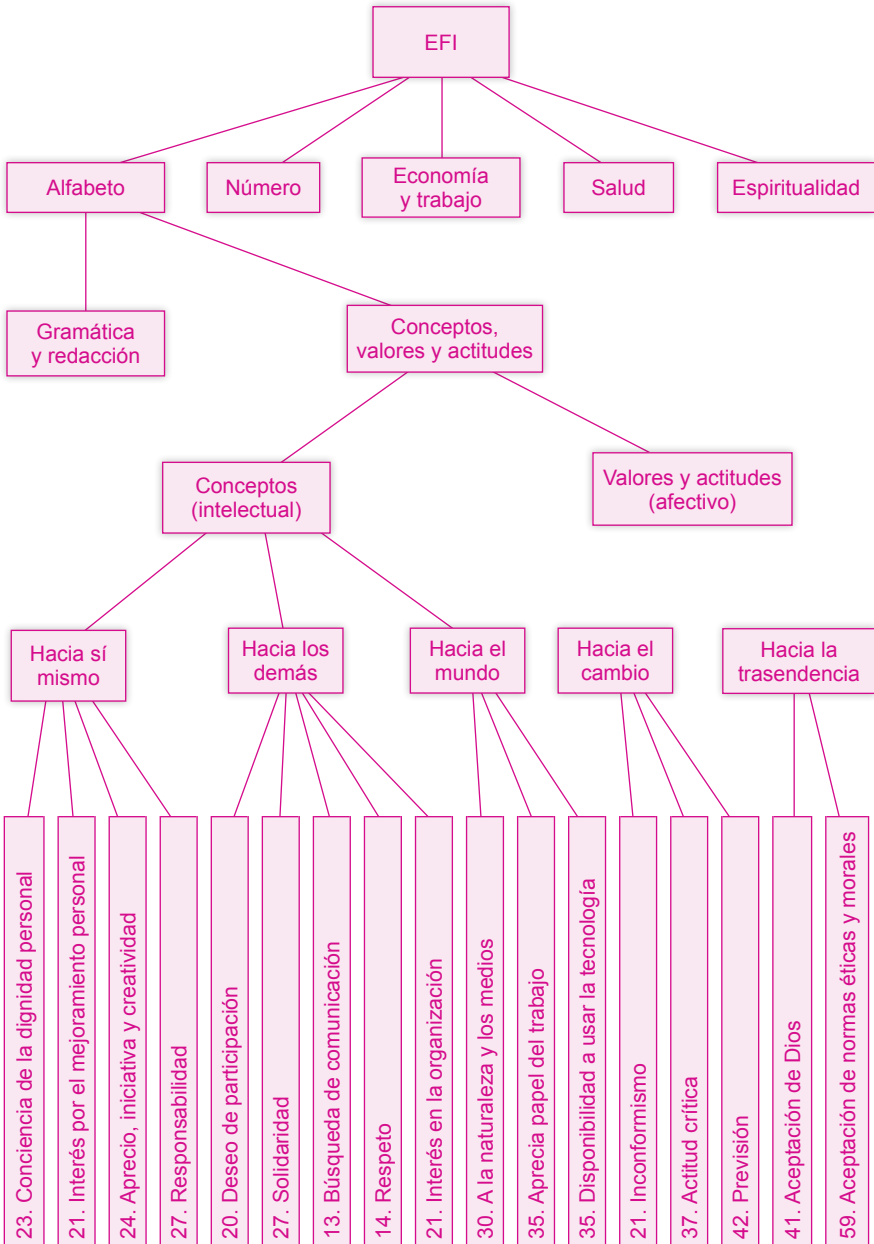 EFI
Alfabeto
Número
Economía
y trabajo
Salud
Espiritualidad
Gramática
y redacción
Conceptos,
valores y actitudes
Conceptos
(intelectual)
Valores y actitudes
(afectivo)
Hacia sí
mismo
Hacia los
demás
Hacia el
mundo
Hacia el
cambio
Hacia la
trasendencia
23. Conciencia de la dignidad personal
21. Interés por el mejoramiento personal
24. Aprecio, iniciativa y creatividad
27. Responsabilidad
20. Deseo de participación
27. Solidaridad
13. Búsqueda de comunicación
14. Respeto
21. Interés en la organización
30. A la naturaleza y los medios
35. Aprecia papel del trabajo
35. Disponibilidad a usar la tecnología
21. Inconformismo
37. Actitud crítica
42. Previsión
41. Aceptación de Dios
59. Aceptación de normas éticas y morales